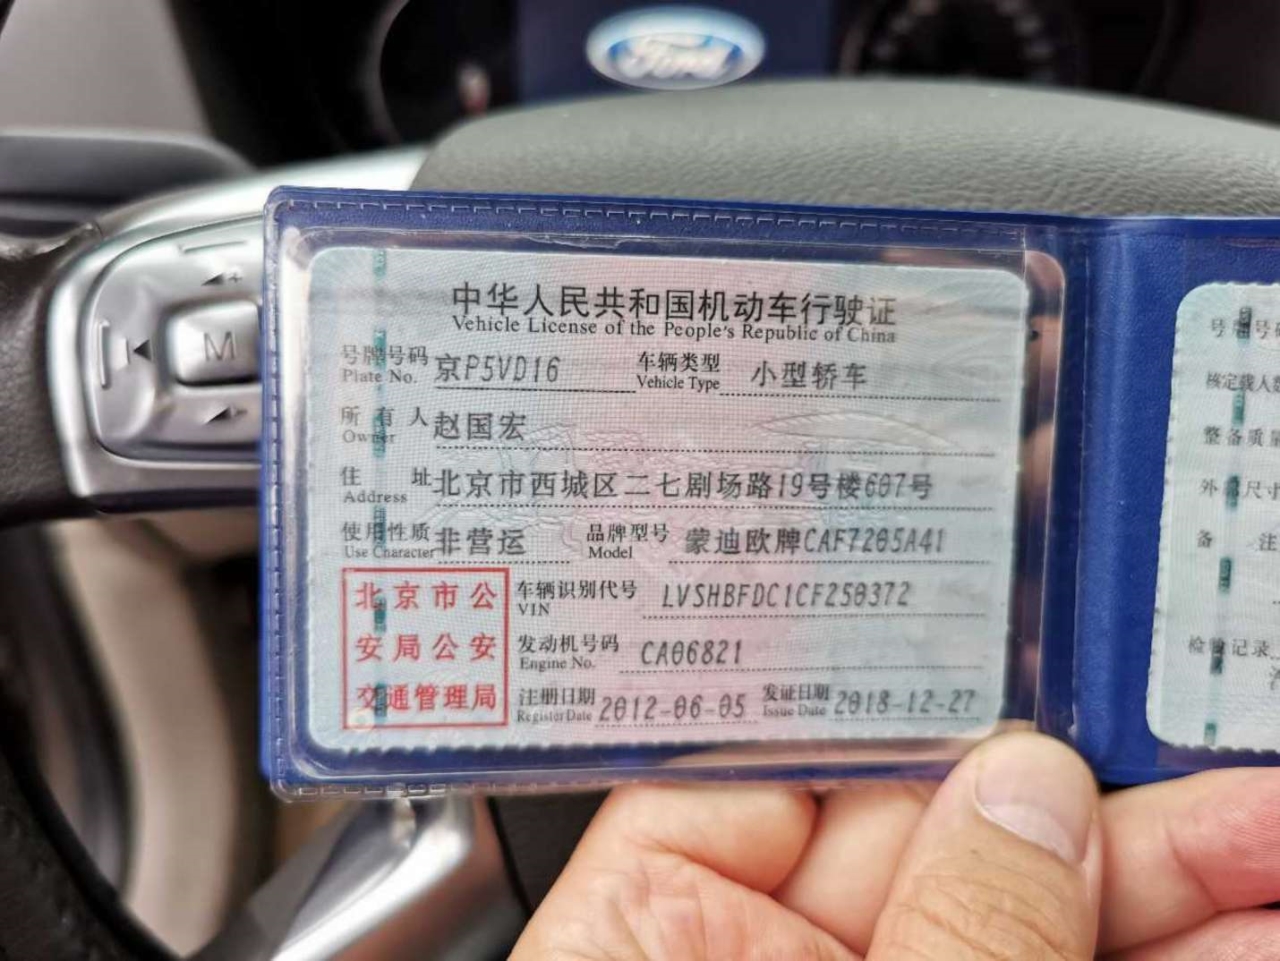 Ford
M
中华人民共和国机动车行驶证
Vehicle License of the People's Republic of China
号牌号码 京P5VD16 车辆类型 小型轿车
Plate No. Vehicle Type
所有人 赵国宏
Owner
住址 北京市西城区二七剧场路19号楼607号
Address
使用性质 非营运 品牌型号 蒙迪欧牌CAF7205A41
Use Character Model
北京市公
安局公安
交通管理局
车辆识别代号 LVSHBFDC1CF250372
VIN
发动机号码 CA06821
Engine No.
注册日期 2012-06-05 发证日期 2018-12-27
Register Date Issue Date
核定载人
整备质
外 尺寸
备 注
检验记录